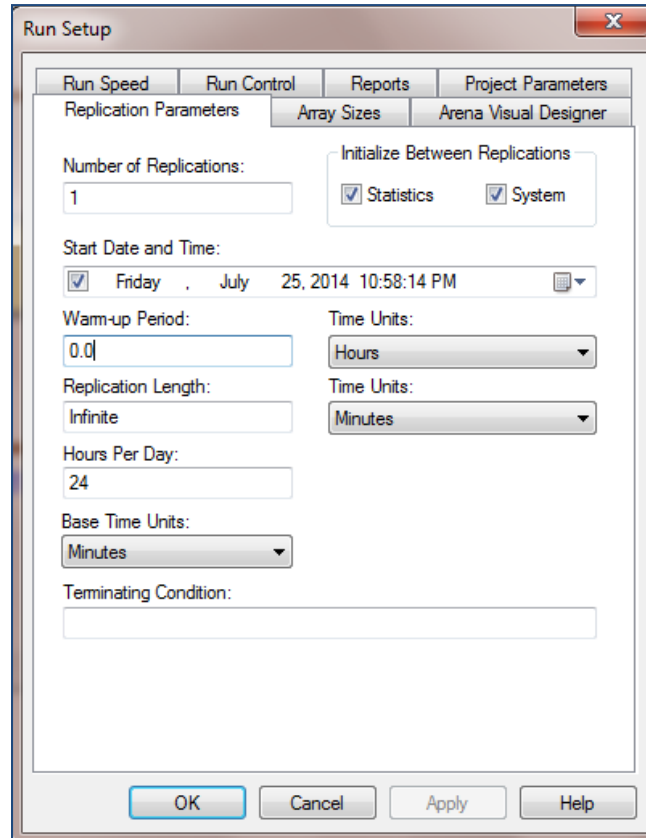 Run Setup
Run Speed Run Control Reports Project Parameters
Replication Parameters Array Sizes Arena Visual Designer
Number of Replications:
1
Initialize Between Replications
Statistics System
Start Date and Time:
Friday , July 25, 2014 10:58:14 PM
Warm-up Period: Time Units:
0.0 Hours
Replication Length: Time Units:
Infinite Minutes
Hours Per Day:
24
Base Time Units:
Minutes
Terminating Condition:
OK Cancel Apply Help